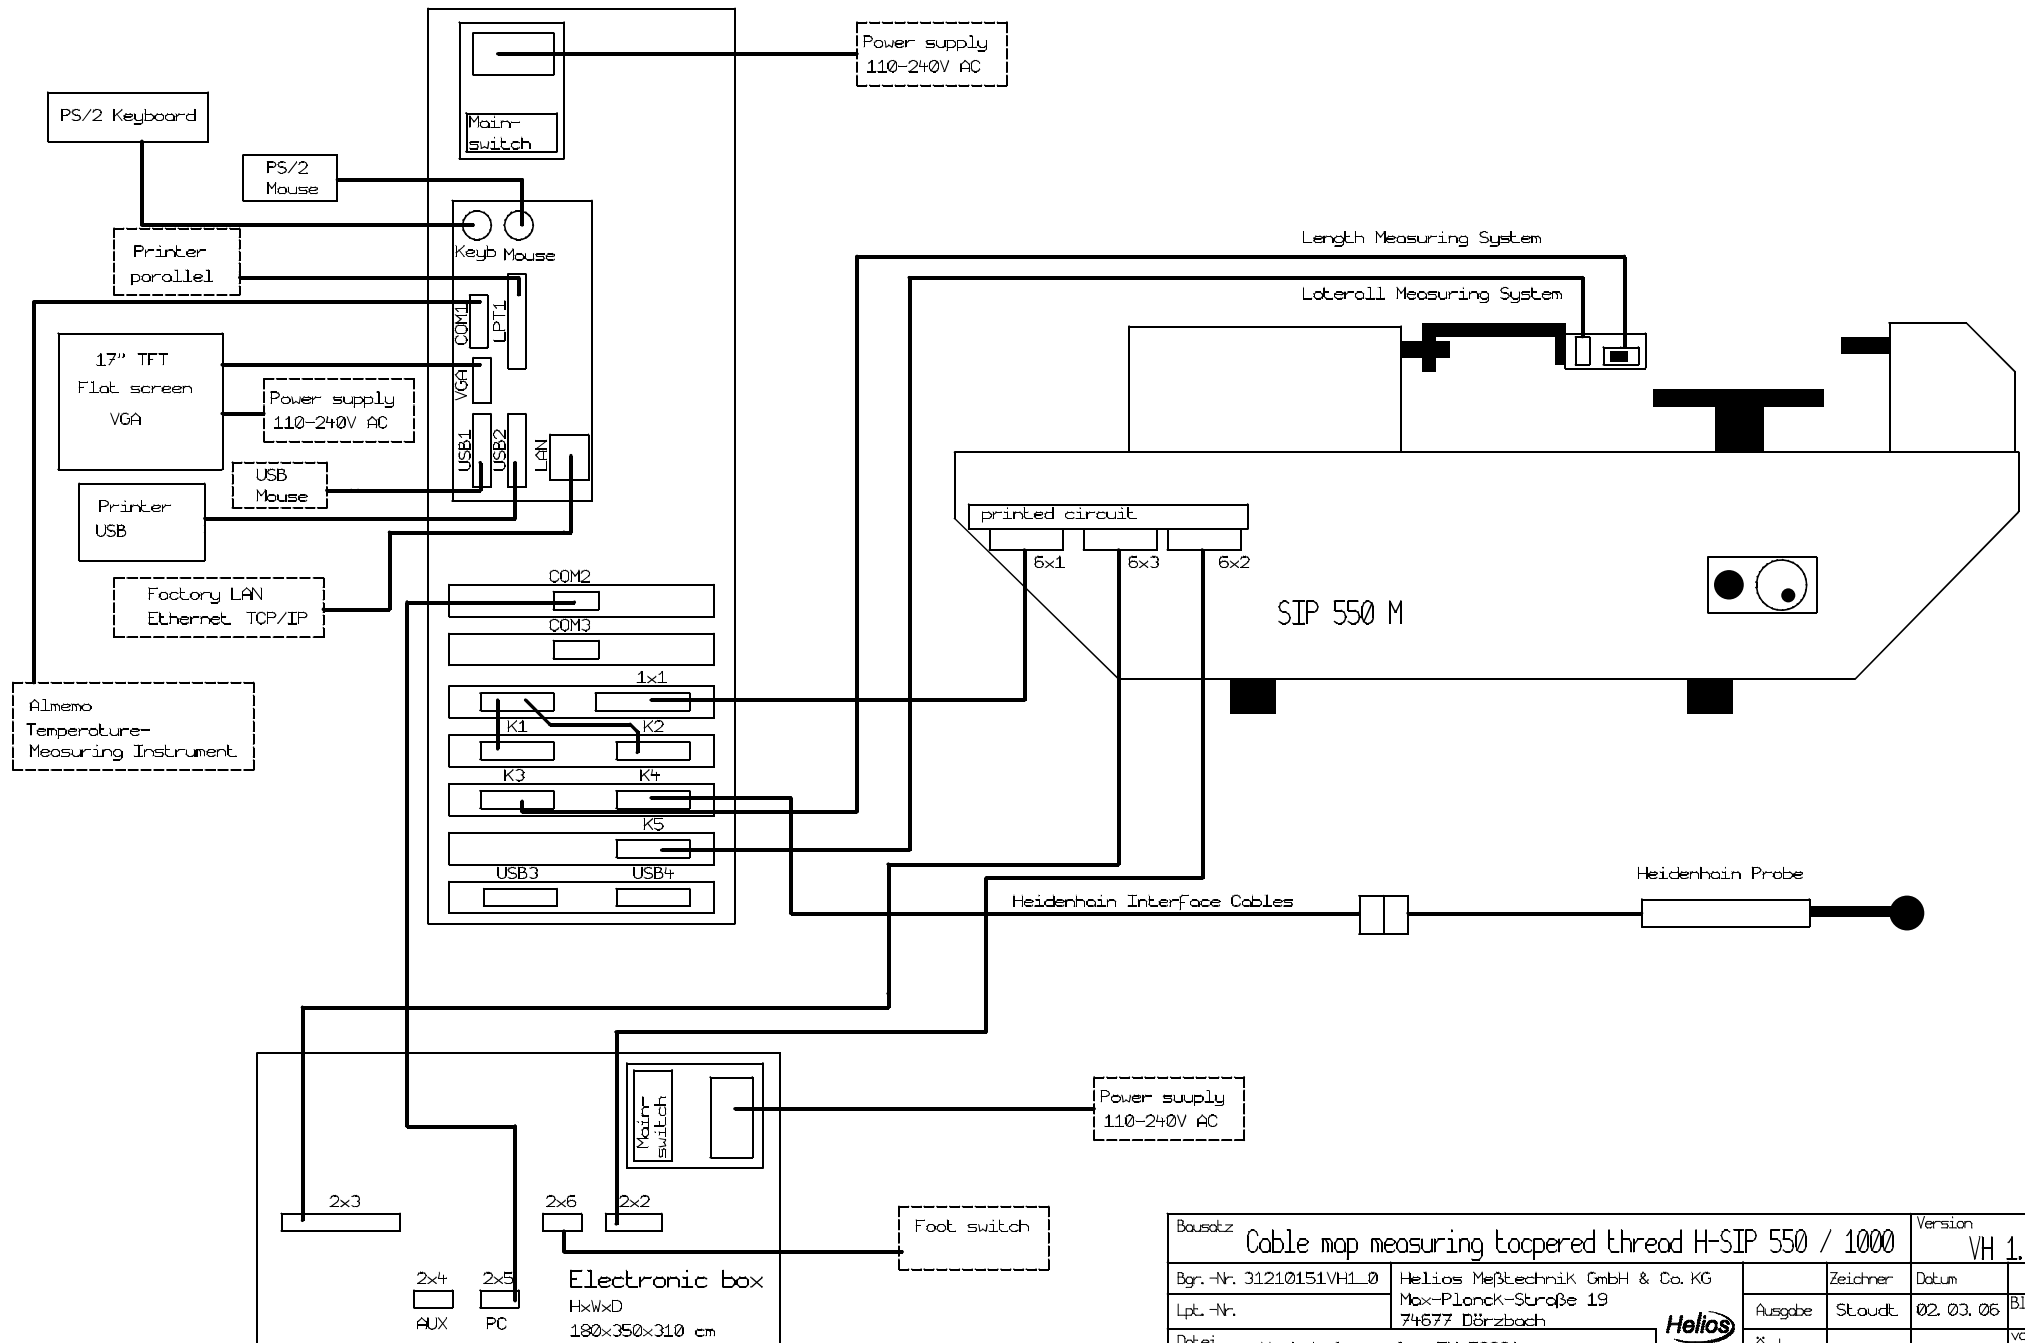 Power supply
110-240V AC
PS/2 Keyboard
Main-
switch
PS/2
Mouse
Keyb Mouse
Printer
parallel
COM1
LPT1
17" TFT
Flat screen
VGA
VGA
Power supply
110-240V AC
USB1
USB2
LAN
USB
Mouse
Printer
USB
Factory LAN
Ethernet TCP/IP
Almemo
Temperature-
Measuring Instrument
COM2
COM3
1x1
K1
K2
K3
K4
K5
USB3
USB4
Length Measuring System
Laterall Measuring System
printed circuit
6x1
6x3
6x2
SIP 550 M
Heidenhain Interface Cables
Heidenhain Probe
Main-
switch
Power suuply
110-240V AC
2x3
2x6
2x2
Foot switch
2x4
2x5
AUX
PC
Electronic box
HxWxD
180x350x310 cm
Bausatz
Cable map measuring tacpered thread H-SIP 550 / 1000
Version
VH 1.
Bgr.-Nr. 31210151VH1_0
Helios Meßtechnik GmbH & Co. KG
Max-Planck-Straße 19
74677 Dörzbach
Helios
Zeichner
Datum
Lpt.-Nr.
Ausgabe
Staudt
02. 03. 06
Datei